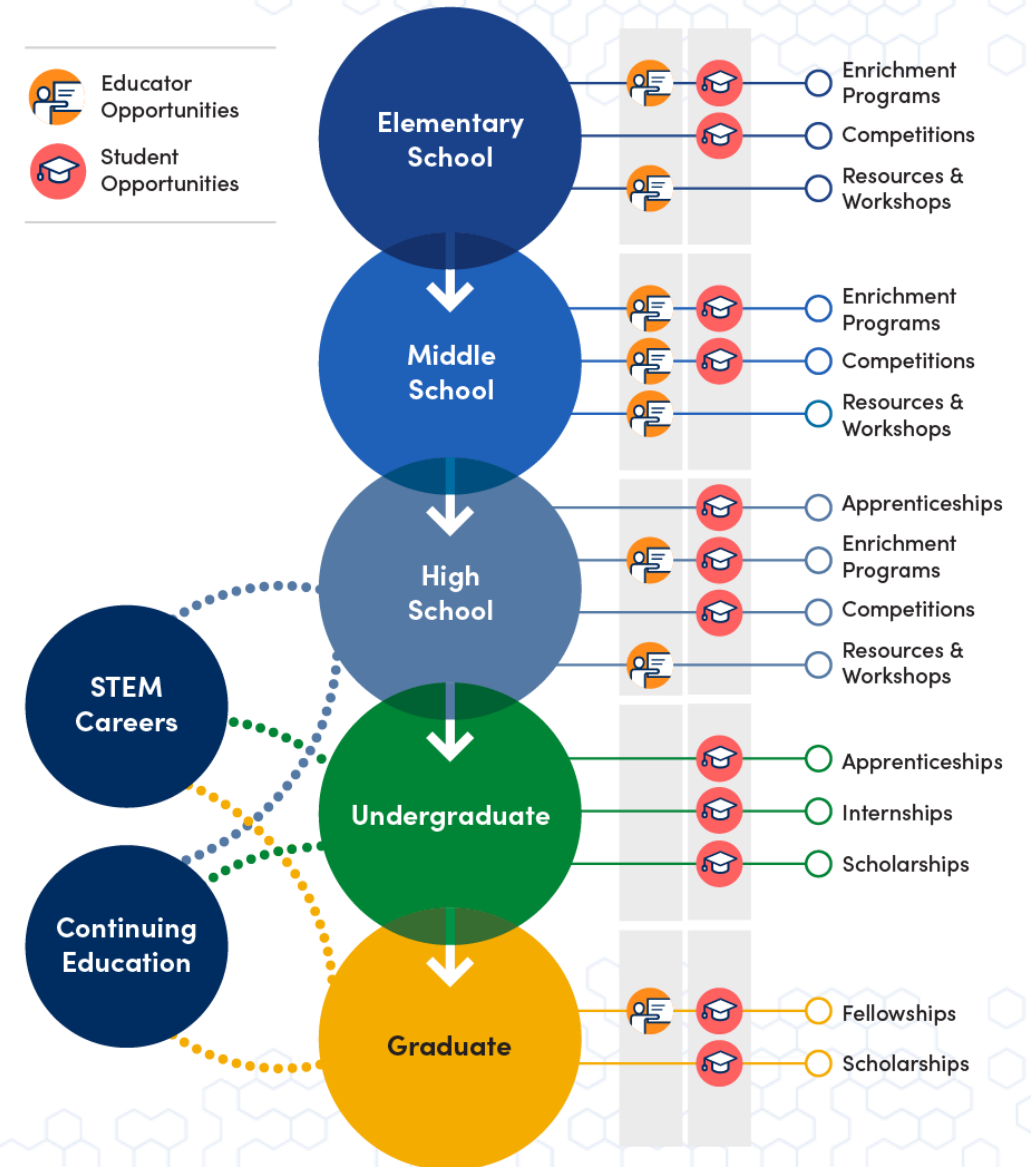 Educator
Opportunities
Student
Opportunities
Elementary
School
Enrichment
Programs
Competitions
Resources &
Workshops
Middle
School
Enrichment
Programs
Competitions
Resources &
Workshops
High
School
Apprenticeships
Enrichment
Programs
Competitions
Resources &
Workshops
STEM
Careers
Undergraduate
Apprenticeships
Internships
Scholarships
Continuing
Education
Graduate
Fellowships
Scholarships